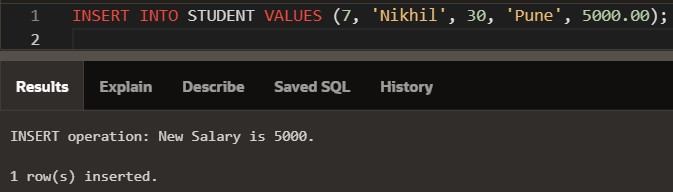 1 INSERT INTO STUDENT VALUES (7, 'Nikhil', 30, 'Pune', 5000.00);
2
Results Explain Describe Saved SQL History
INSERT operation: New Salary is 5000.
1 row(s) inserted.